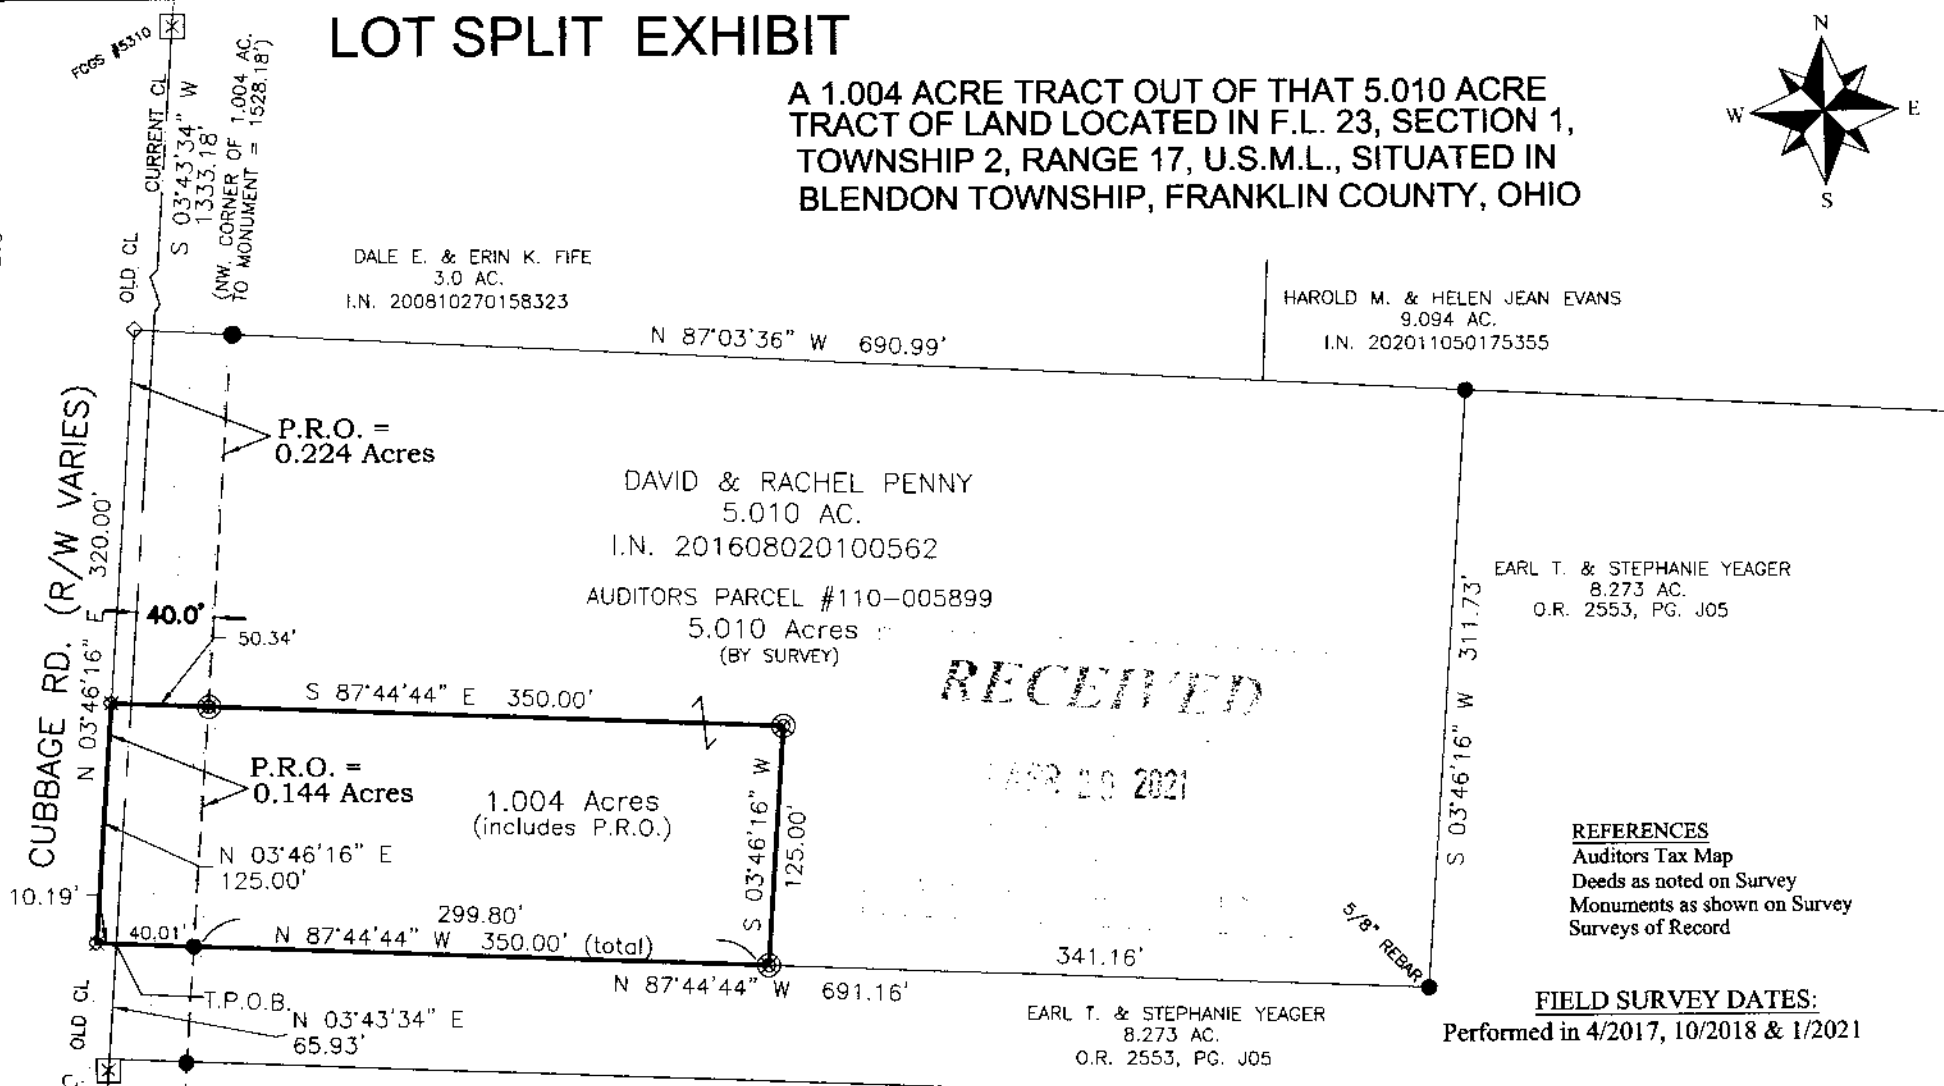 LOT SPLIT EXHIBIT
A 1.004 ACRE TRACT OUT OF THAT 5.010 ACRE
TRACT OF LAND LOCATED IN F.L. 23, SECTION 1,
TOWNSHIP 2, RANGE 17, U.S.M.L., SITUATED IN
BLENDON TOWNSHIP, FRANKLIN COUNTY, OHIO
N
W
E
S
FCGS #5310
CURRENT CL
S 03°43'34" W
1333.18'
(NW. CORNER OF 1.004 AC.
TO MONUMENT = 1528.18')
OLD CL
DALE E. & ERIN K. FIFE
3.0 AC.
I.N. 200810270158323
HAROLD M. & HELEN JEAN EVANS
9.094 AC.
I.N. 202011050175355
N 87°03'36" W 690.99'
P.R.O. =
0.224 Acres
CUBBAGE RD. (R/W VARIES)
N 03°46'16" E 320.00'
DAVID & RACHEL PENNY
5.010 AC.
I.N. 201608020100562
AUDITORS PARCEL #110-005899
5.010 Acres
(BY SURVEY)
40.0'
50.34'
S 87°44'44" E 350.00'
EARL T. & STEPHANIE YEAGER
8.273 AC.
O.R. 2553, PG. J05
S 03°46'16" W 311.73'
RECEIVED
2021
P.R.O. =
0.144 Acres
1.004 Acres
(includes P.R.O.)
S 03°46'16" W
125.00'
N 03°46'16" E
125.00'
10.19'
40.01'
299.80'
N 87°44'44" W 350.00' (total)
N 87°44'44" W 691.16'
341.16'
5/8" REBAR
REFERENCES
Auditors Tax Map
Deeds as noted on Survey
Monuments as shown on Survey
Surveys of Record
FIELD SURVEY DATES:
Performed in 4/2017, 10/2018 & 1/2021
OLD CL
T.P.O.B.
N 03°43'34" E
65.93'
EARL T. & STEPHANIE YEAGER
8.273 AC.
O.R. 2553, PG. J05